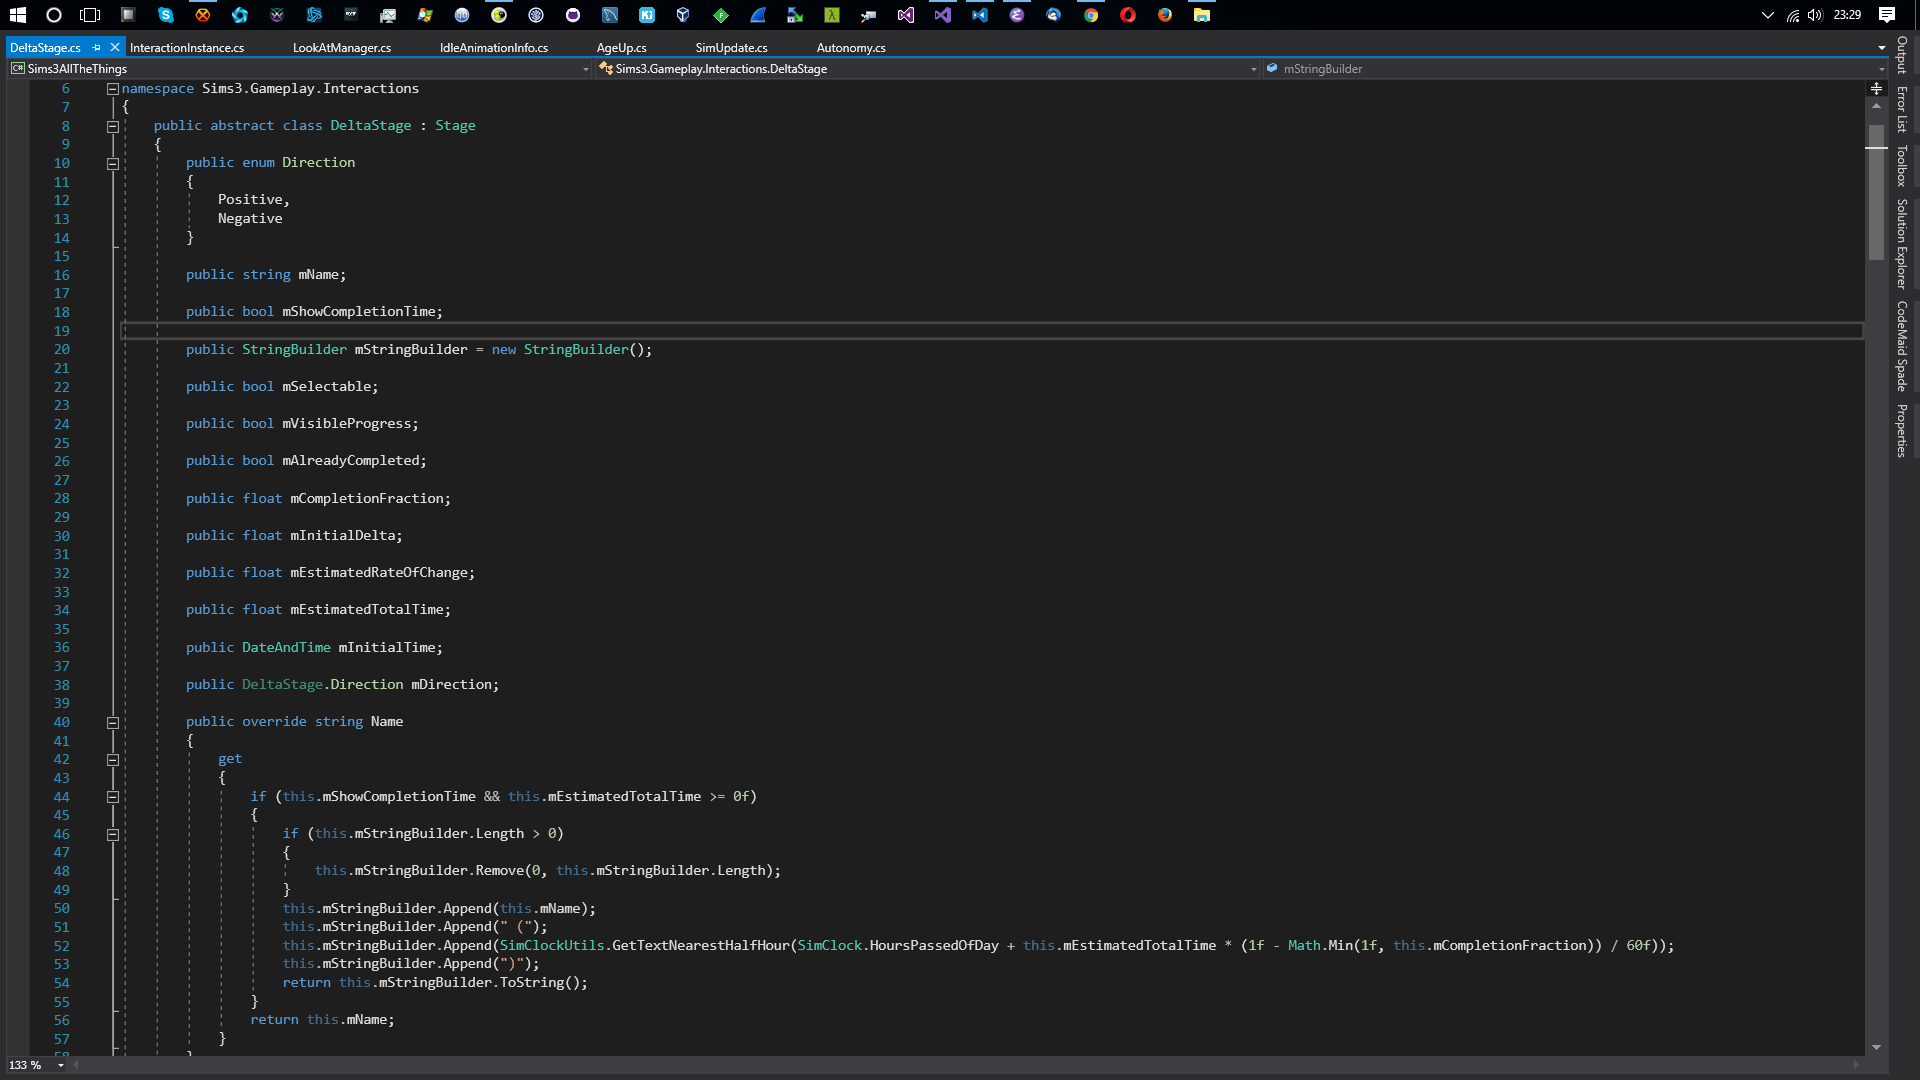 23:29
DeltaStage.cs InteractionInstance.cs LookAtManager.cs IdleAnimationInfo.cs AgeUp.cs SimUpdate.cs Autonomy.cs
C# Sims3AllTheThings Sims3.Gameplay.Interactions.DeltaStage mStringBuilder
6 namespace Sims3.Gameplay.Interactions
7 {
8 public abstract class DeltaStage : Stage
9 {
10 public enum Direction
11 {
12 Positive,
13 Negative
14 }
15
16 public string mName;
17
18 public bool mShowCompletionTime;
19
20 public StringBuilder mStringBuilder = new StringBuilder();
21
22 public bool mSelectable;
23
24 public bool mVisibleProgress;
25
26 public bool mAlreadyCompleted;
27
28 public float mCompletionFraction;
29
30 public float mInitialDelta;
31
32 public float mEstimatedRateOfChange;
33
34 public float mEstimatedTotalTime;
35
36 public DateAndTime mInitialTime;
37
38 public DeltaStage.Direction mDirection;
39
40 public override string Name
41 {
42 get
43 {
44 if (this.mShowCompletionTime && this.mEstimatedTotalTime >= 0f)
45 {
46 if (this.mStringBuilder.Length > 0)
47 {
48 this.mStringBuilder.Remove(0, this.mStringBuilder.Length);
49 }
50 this.mStringBuilder.Append(this.mName);
51 this.mStringBuilder.Append(" (");
52 this.mStringBuilder.Append(SimClockUtils.GetTextNearestHalfHour(SimClock.HoursPassedOfDay + this.mEstimatedTotalTime * (1f - Math.Min(1f, this.mCompletionFraction)) / 60f));
53 this.mStringBuilder.Append(")");
54 return this.mStringBuilder.ToString();
55 }
56 return this.mName;
57 }
58 }
133 %
Output
Error List
Toolbox
Solution Explorer
CodeMaid Spade
Properties